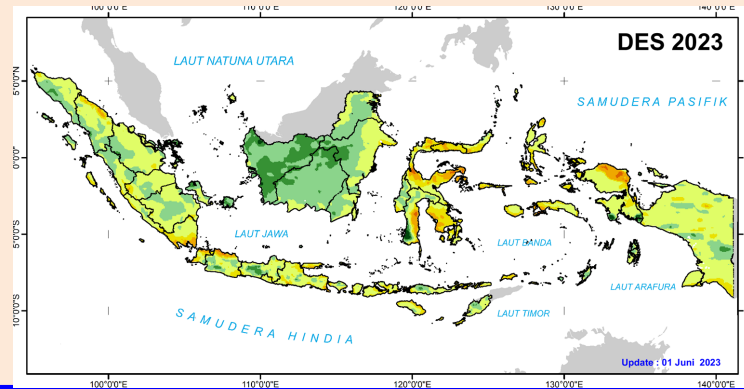 100°0'0"E 110°0'0"E 120°0'0"E 130°0'0"E 140°0'0"E
DES 2023
LAUT NATUNA UTARA
5°0'0"N
SAMUDERA PASIFIK
0°0'0"
LAUT JAWA
LAUT BANDA
5°0'0"S
LAUT ARAFURA
10°0'0"S
SAMUDERA HINDIA
LAUT TIMOR
Update : 01 Juni 2023
100°0'0"E 110°0'0"E 120°0'0"E 130°0'0"E 140°0'0"E